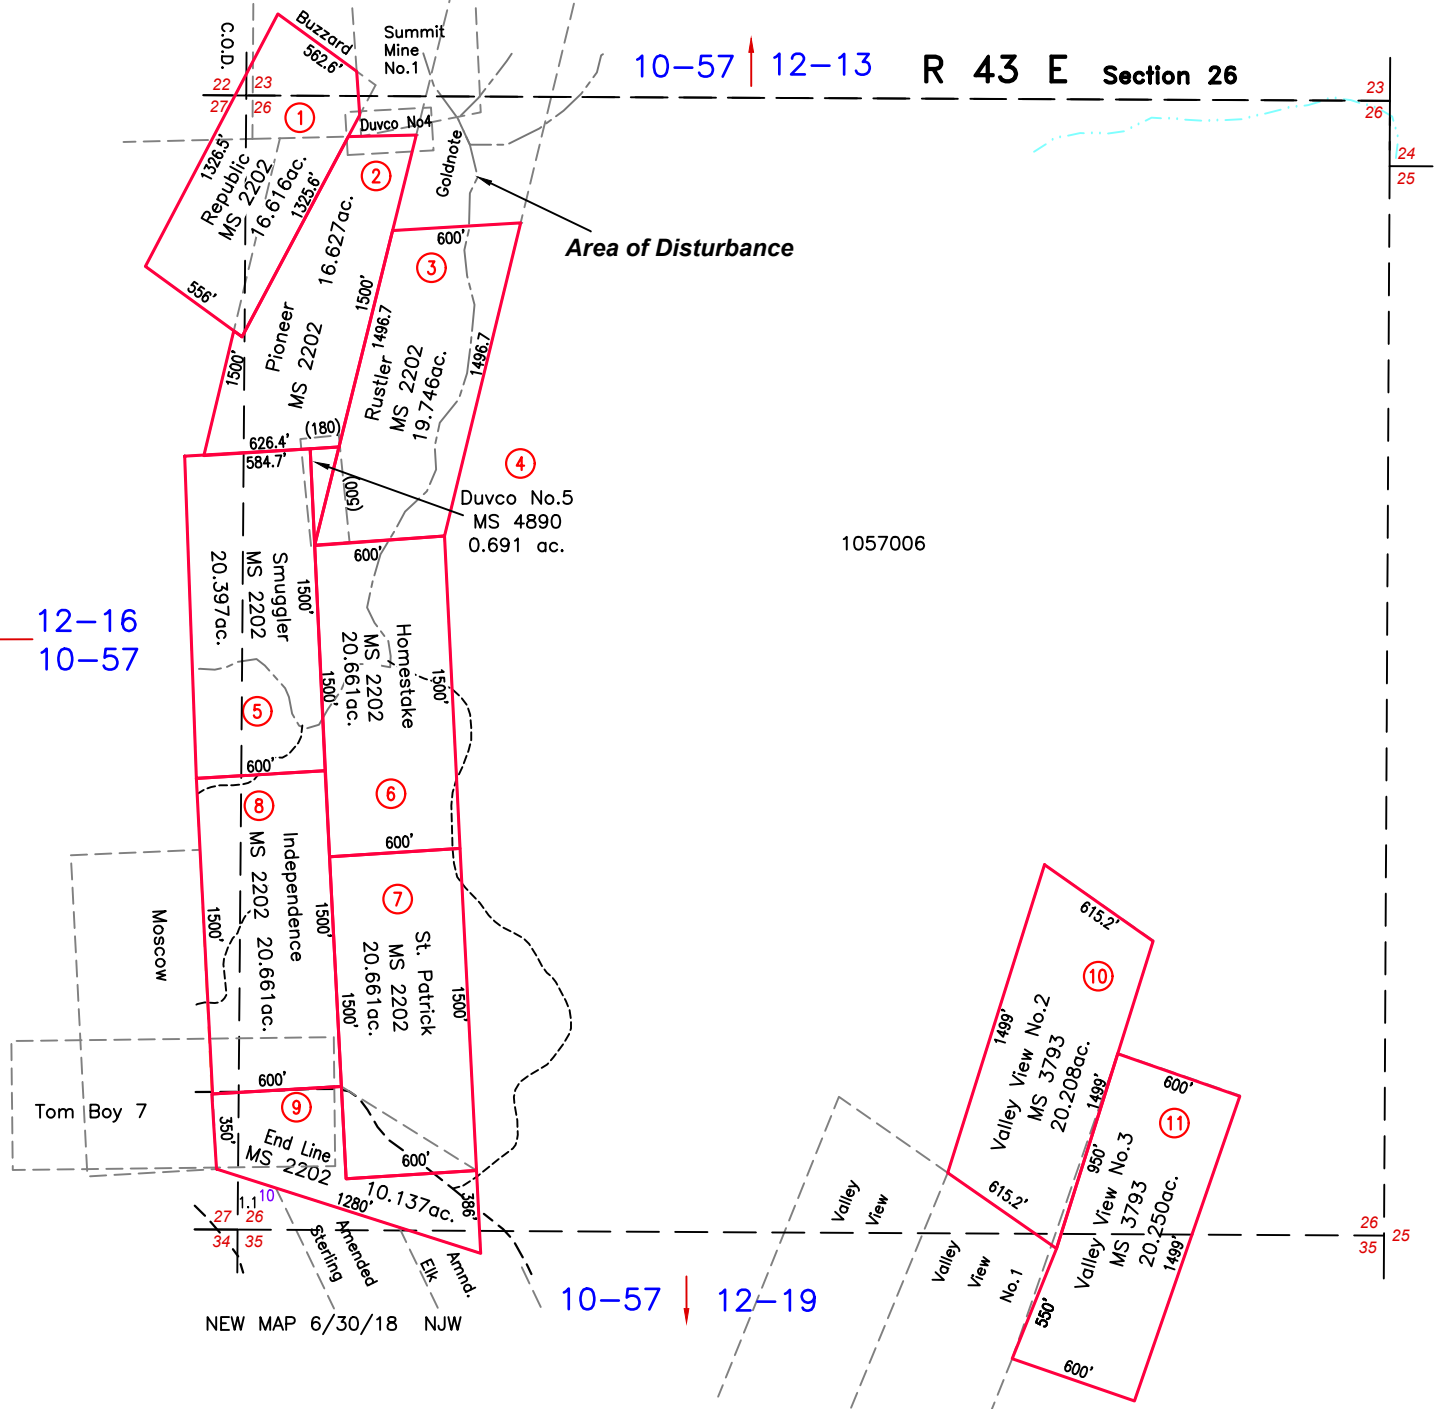 C.O.D.
Buzzard
562.6'
Summit
Mine
No.1
10-57
12-13
R 43 E Section 26
22 23
27 26
23
26
24
25
1
Duvco No4
Goldnote
2
Area of Disturbance
1326.5'
Republic
MS 2202
16.616ac.
1325.6'
556'
16.627ac.
Pioneer
MS 2202
1500'
1500'
600'
3
1496.7
Rustler
MS 2202
19.746ac.
1496.7
(180)
(500)
626.4'
584.7'
4
Duvco No.5
MS 4890
0.691 ac.
1057006
12-16
10-57
Smuggler
MS 2202
20.397ac.
1500'
5
600'
600'
Homestake
MS 2202
20.661ac.
1500'
1500'
6
600'
8
Independence
MS 2202 20.661ac.
1500'
1500'
7
St. Patrick
MS 2202
20.661ac.
1500'
1500'
Moscow
Tom Boy 7
600'
9
350'
End Line
MS 2202
10.137ac.
600'
386'
1280'
1.1
10
27 26
34 35
Amended
Sterling
Elk
Amnd.
NEW MAP 6/30/18 NJW
10-57
12-19
615.2'
10
1499'
Valley View No.2
MS 3793
20.208ac.
1499'
615.2'
600'
11
950'
Valley View No.3
MS 3793
20.250ac.
1499'
550'
600'
Valley
View
Valley
View
No.1
26 25
35